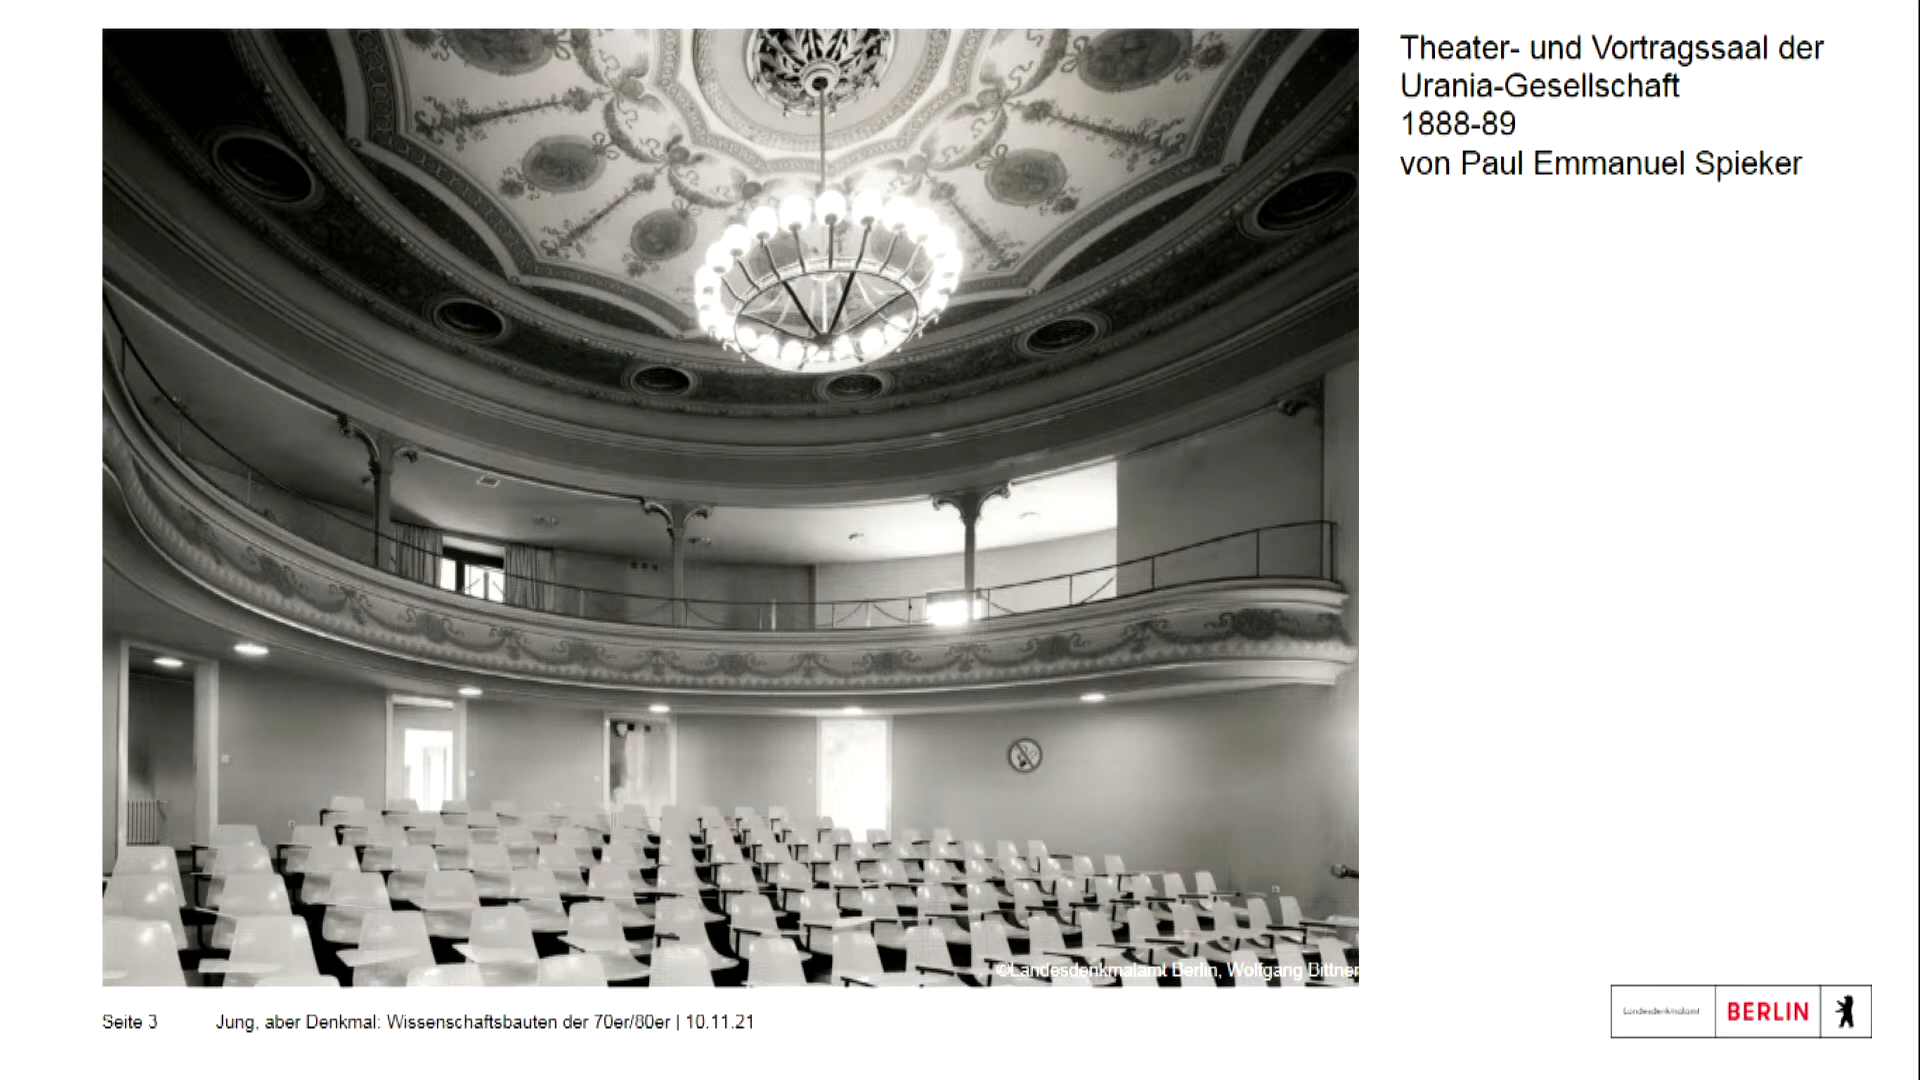 Theater- und Vortragssaal der
Urania-Gesellschaft
1888-89
von Paul Emmanuel Spieker
©Landesdenkmalamt Berlin, Wolfgang Bittner
Seite 3 Jung, aber Denkmal: Wissenschaftsbauten der 70er/80er | 10.11.21
Landesdenkmalamt BERLIN